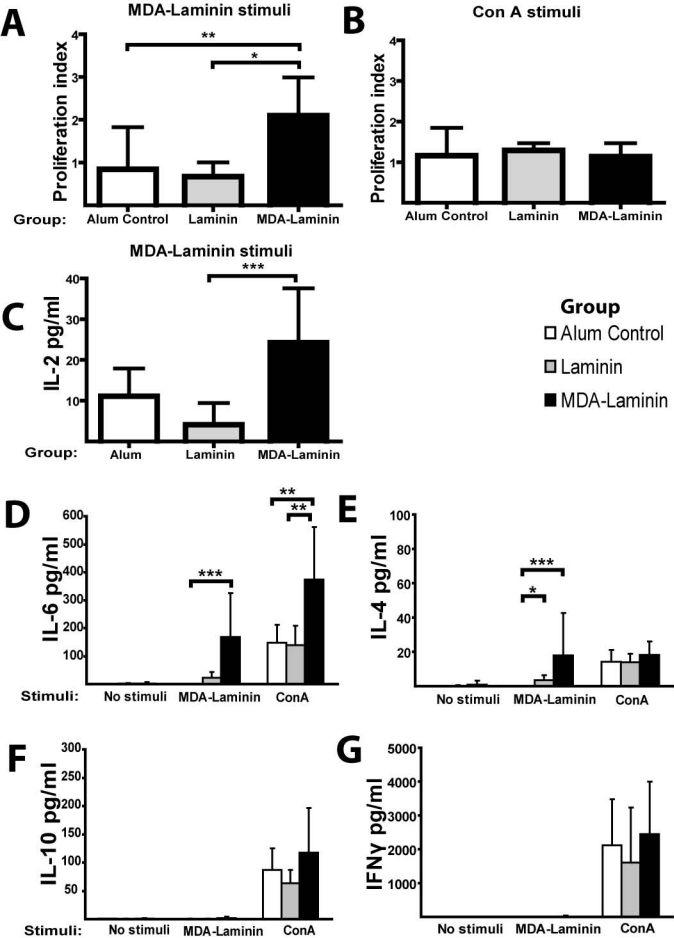 A
MDA-Laminin stimuli
**
*
Proliferation index
4
3
2
1
Group: Alum Control Laminin MDA-Laminin
B
Con A stimuli
Proliferation index
4
3
2
1
Alum Control Laminin MDA-Laminin
C
MDA-Laminin stimuli
***
IL-2 pg/ml
40
30
20
10
Group: Alum Laminin MDA-Laminin
Group
Alum Control
Laminin
MDA-Laminin
D
IL-6 pg/ml
600
500
400
300
200
100
***
**
**
Stimuli: No stimuli MDA-Laminin ConA
E
IL-4 pg/ml
100
80
60
40
20
***
*
No stimuli MDA-Laminin ConA
F
IL-10 pg/ml
300
250
200
150
100
50
Stimuli: No stimuli MDA-Laminin ConA
G
IFNγ pg/ml
5000
4000
3000
2000
1000
No stimuli MDA-Laminin ConA